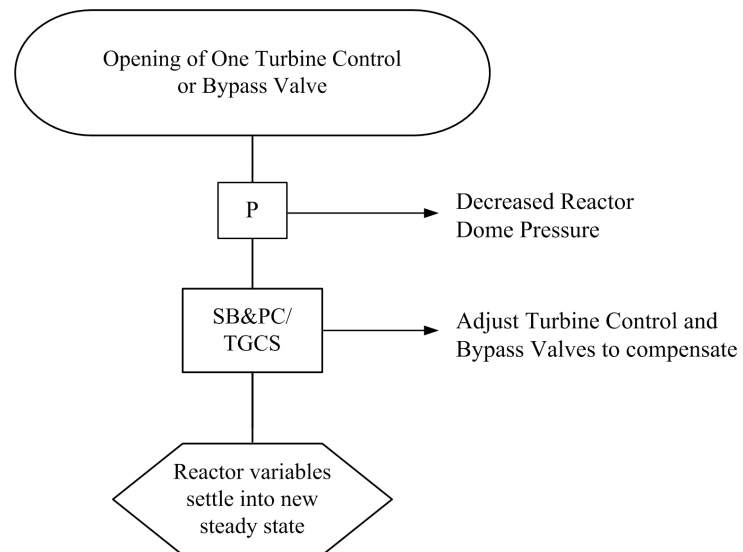 Opening of One Turbine Control
or Bypass Valve
P
Decreased Reactor
Dome Pressure
SB&PC/
TGCS
Adjust Turbine Control and
Bypass Valves to compensate
Reactor variables
settle into new
steady state